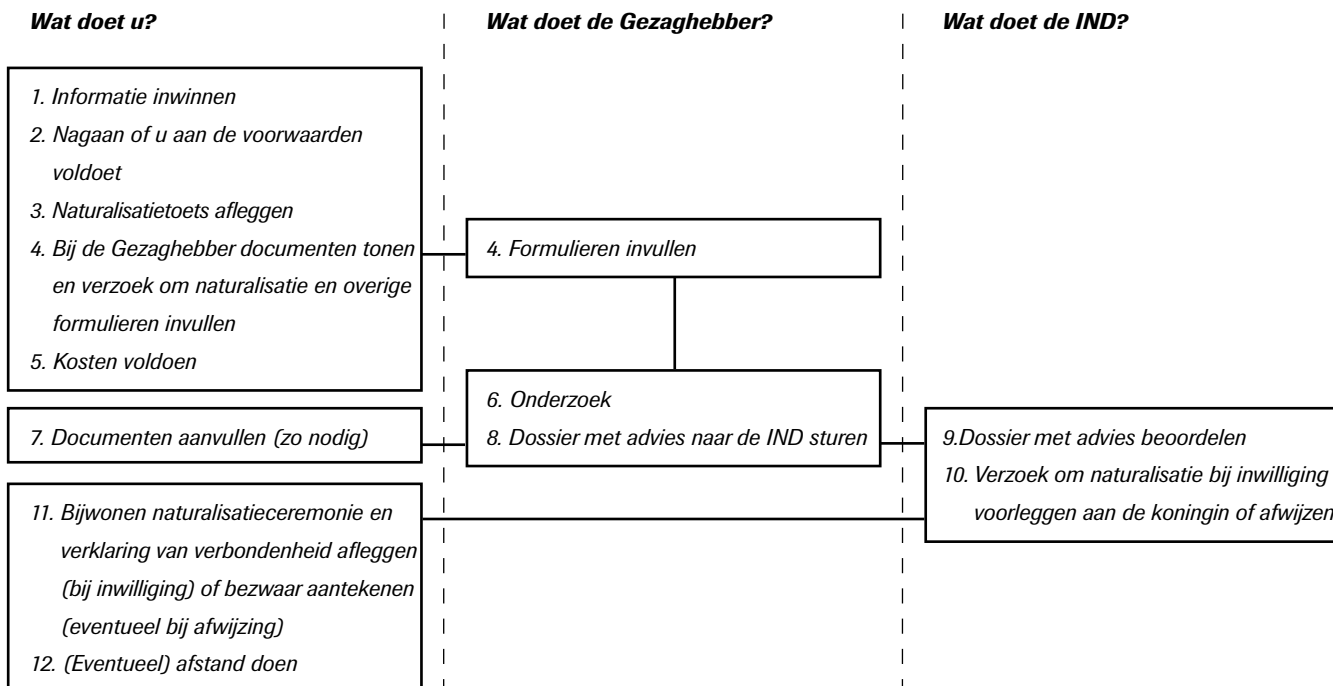 Wat doet u?
Wat doet de Gezaghebber?
Wat doet de IND?
1. Informatie inwinnen
2. Nagaan of u aan de voorwaarden
voldoet
3. Naturalisatietoets afleggen
4. Bij de Gezaghebber documenten tonen
en verzoek om naturalisatie en overige
formulieren invullen
5. Kosten voldoen
4. Formulieren invullen
6. Onderzoek
8. Dossier met advies naar de IND sturen
7. Documenten aanvullen (zo nodig)
9.Dossier met advies beoordelen
10. Verzoek om naturalisatie bij inwilliging
voorleggen aan de koningin of afwijzen
11. Bijwonen naturalisatieceremonie en
verklaring van verbondenheid afleggen
(bij inwilliging) of bezwaar aantekenen
(eventueel bij afwijzing)
12. (Eventueel) afstand doen